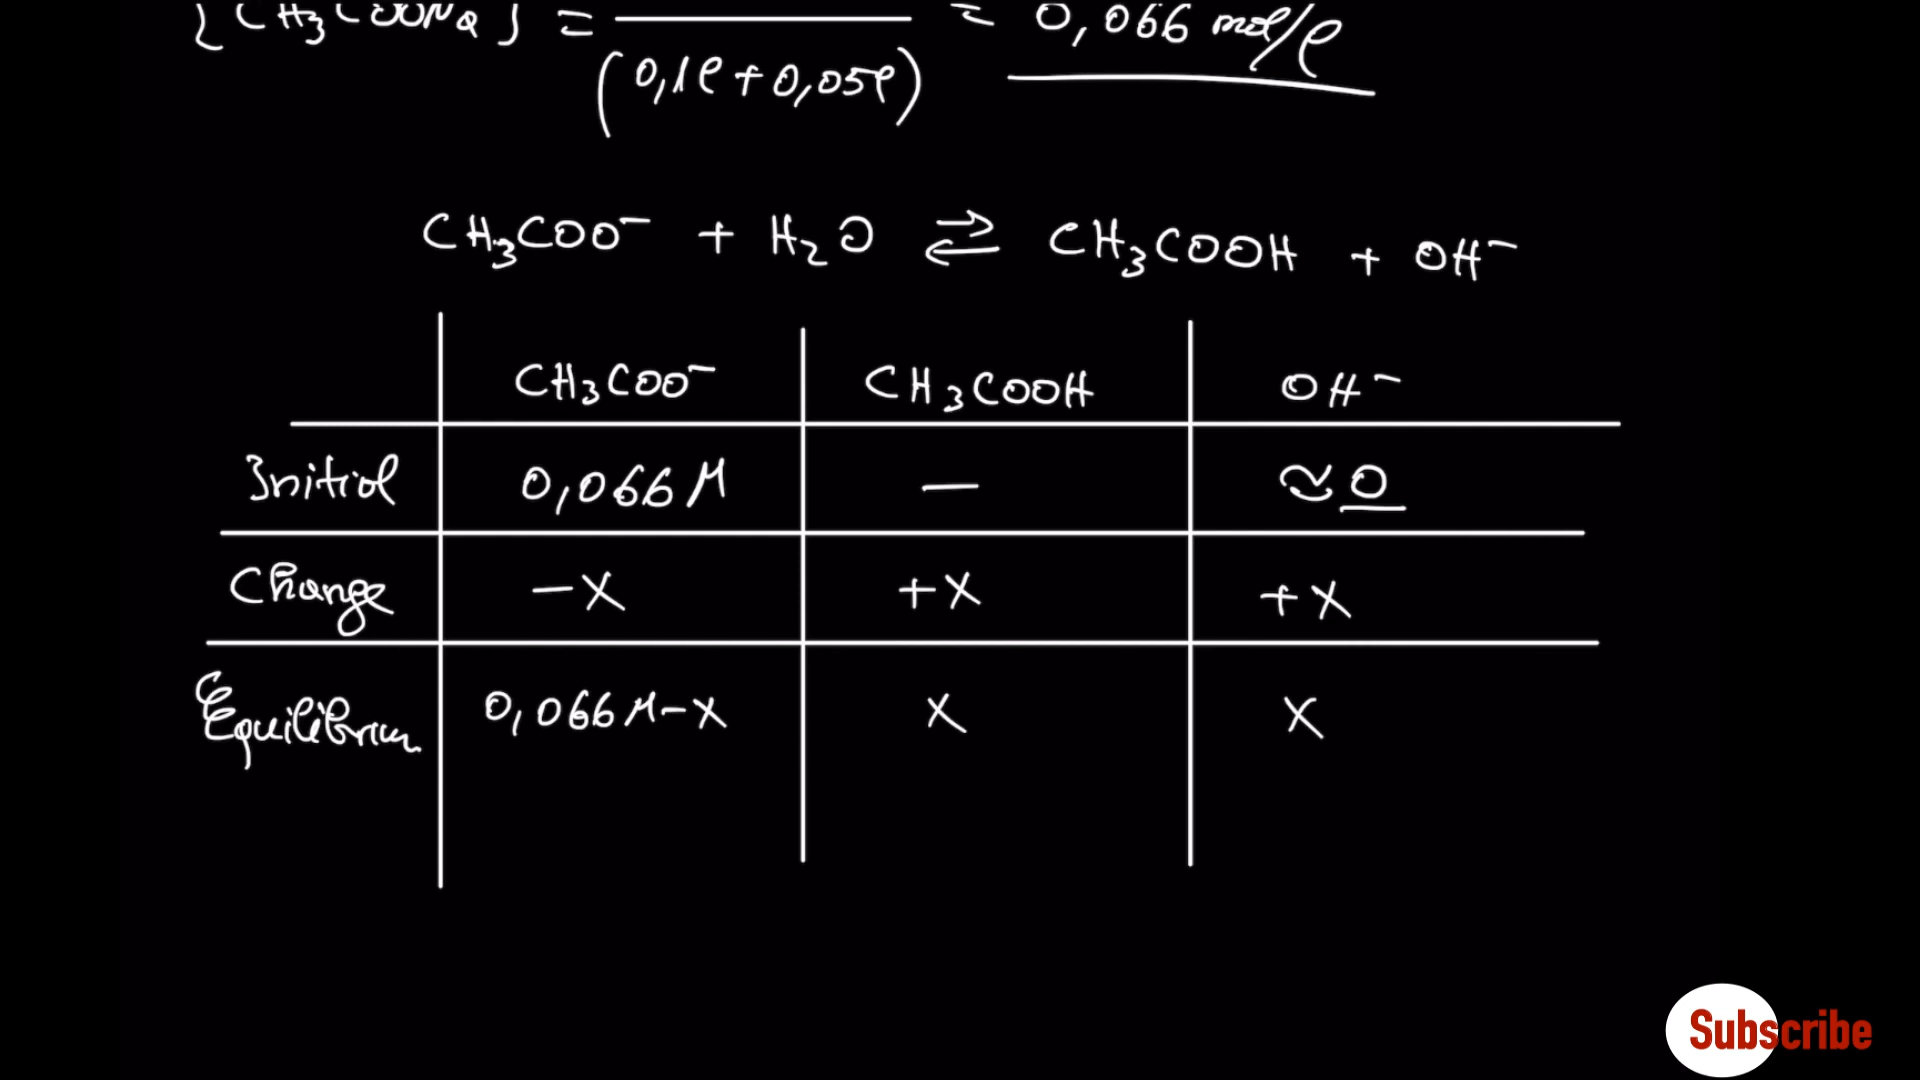 [CH₃COONa] = ‾ = 0,066 mol/ℓ
(0,1ℓ + 0,05ℓ)
CH₃COO⁻ + H₂O ⇌ CH₃COOH + OH⁻
CH₃COO⁻ CH₃COOH OH⁻
Initial 0,066 M — ≈ 0
Change -X +X +X
Equilibrium 0,066 M - X X X
Subscribe